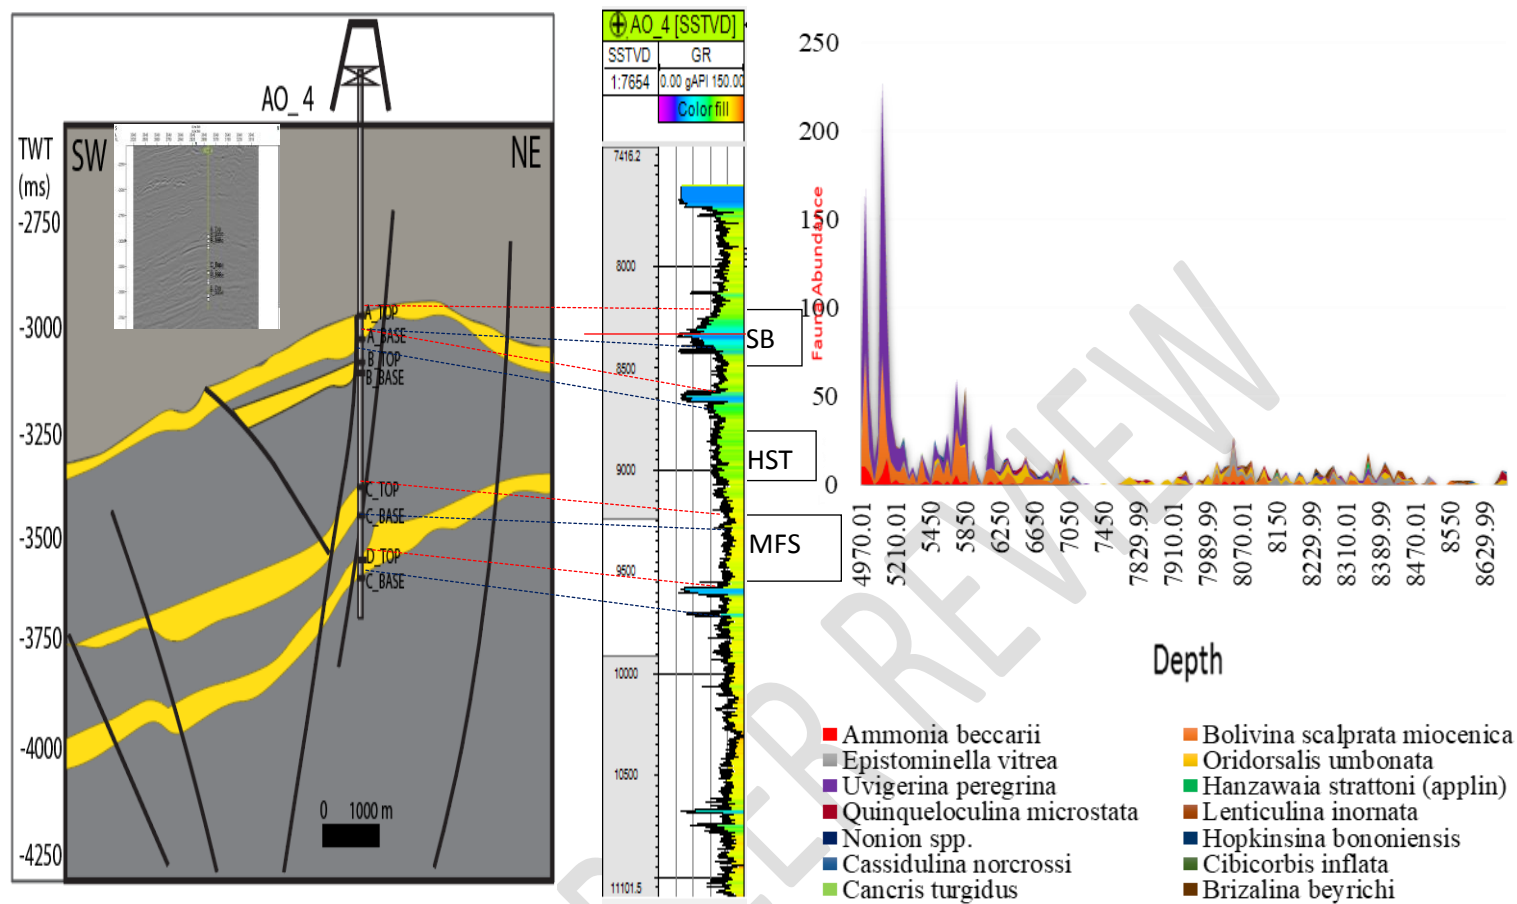 AO_4
TWT
(ms)
SW
NE
-2750
-3000
-3250
-3500
-3750
-4000
-4250
A_TOP
A_BASE
B_TOP
B_BASE
C_TOP
C_BASE
D_TOP
C_BASE
0 1000 m
AO_4 [SSTVD]
SSTVD GR
1:7654 0.00 gAPI 150.00
Color fill
7416.2
8000
8500
9000
9500
10000
10500
11101.5
SB
HST
MFS
Fauna Abundance
250
200
150
100
50
0
4970.01
5210.01
5450
5850
6250
6650
7050
7450
7829.99
7910.01
7989.99
8070.01
8150
8229.99
8310.01
8389.99
8470.01
8550
8629.99
Depth
Ammonia beccarii
Bolivina scalprata miocenica
Epistominella vitrea
Oridorsalis umbonata
Uvigerina peregrina
Hanzawaia strattoni (applin)
Quinqueloculina microstata
Lenticulina inornata
Nonion spp.
Hopkinsina bononiensis
Cassidulina norcrossi
Cibicorbis inflata
Cancris turgidus
Brizalina beyrichi
ER REVIEW